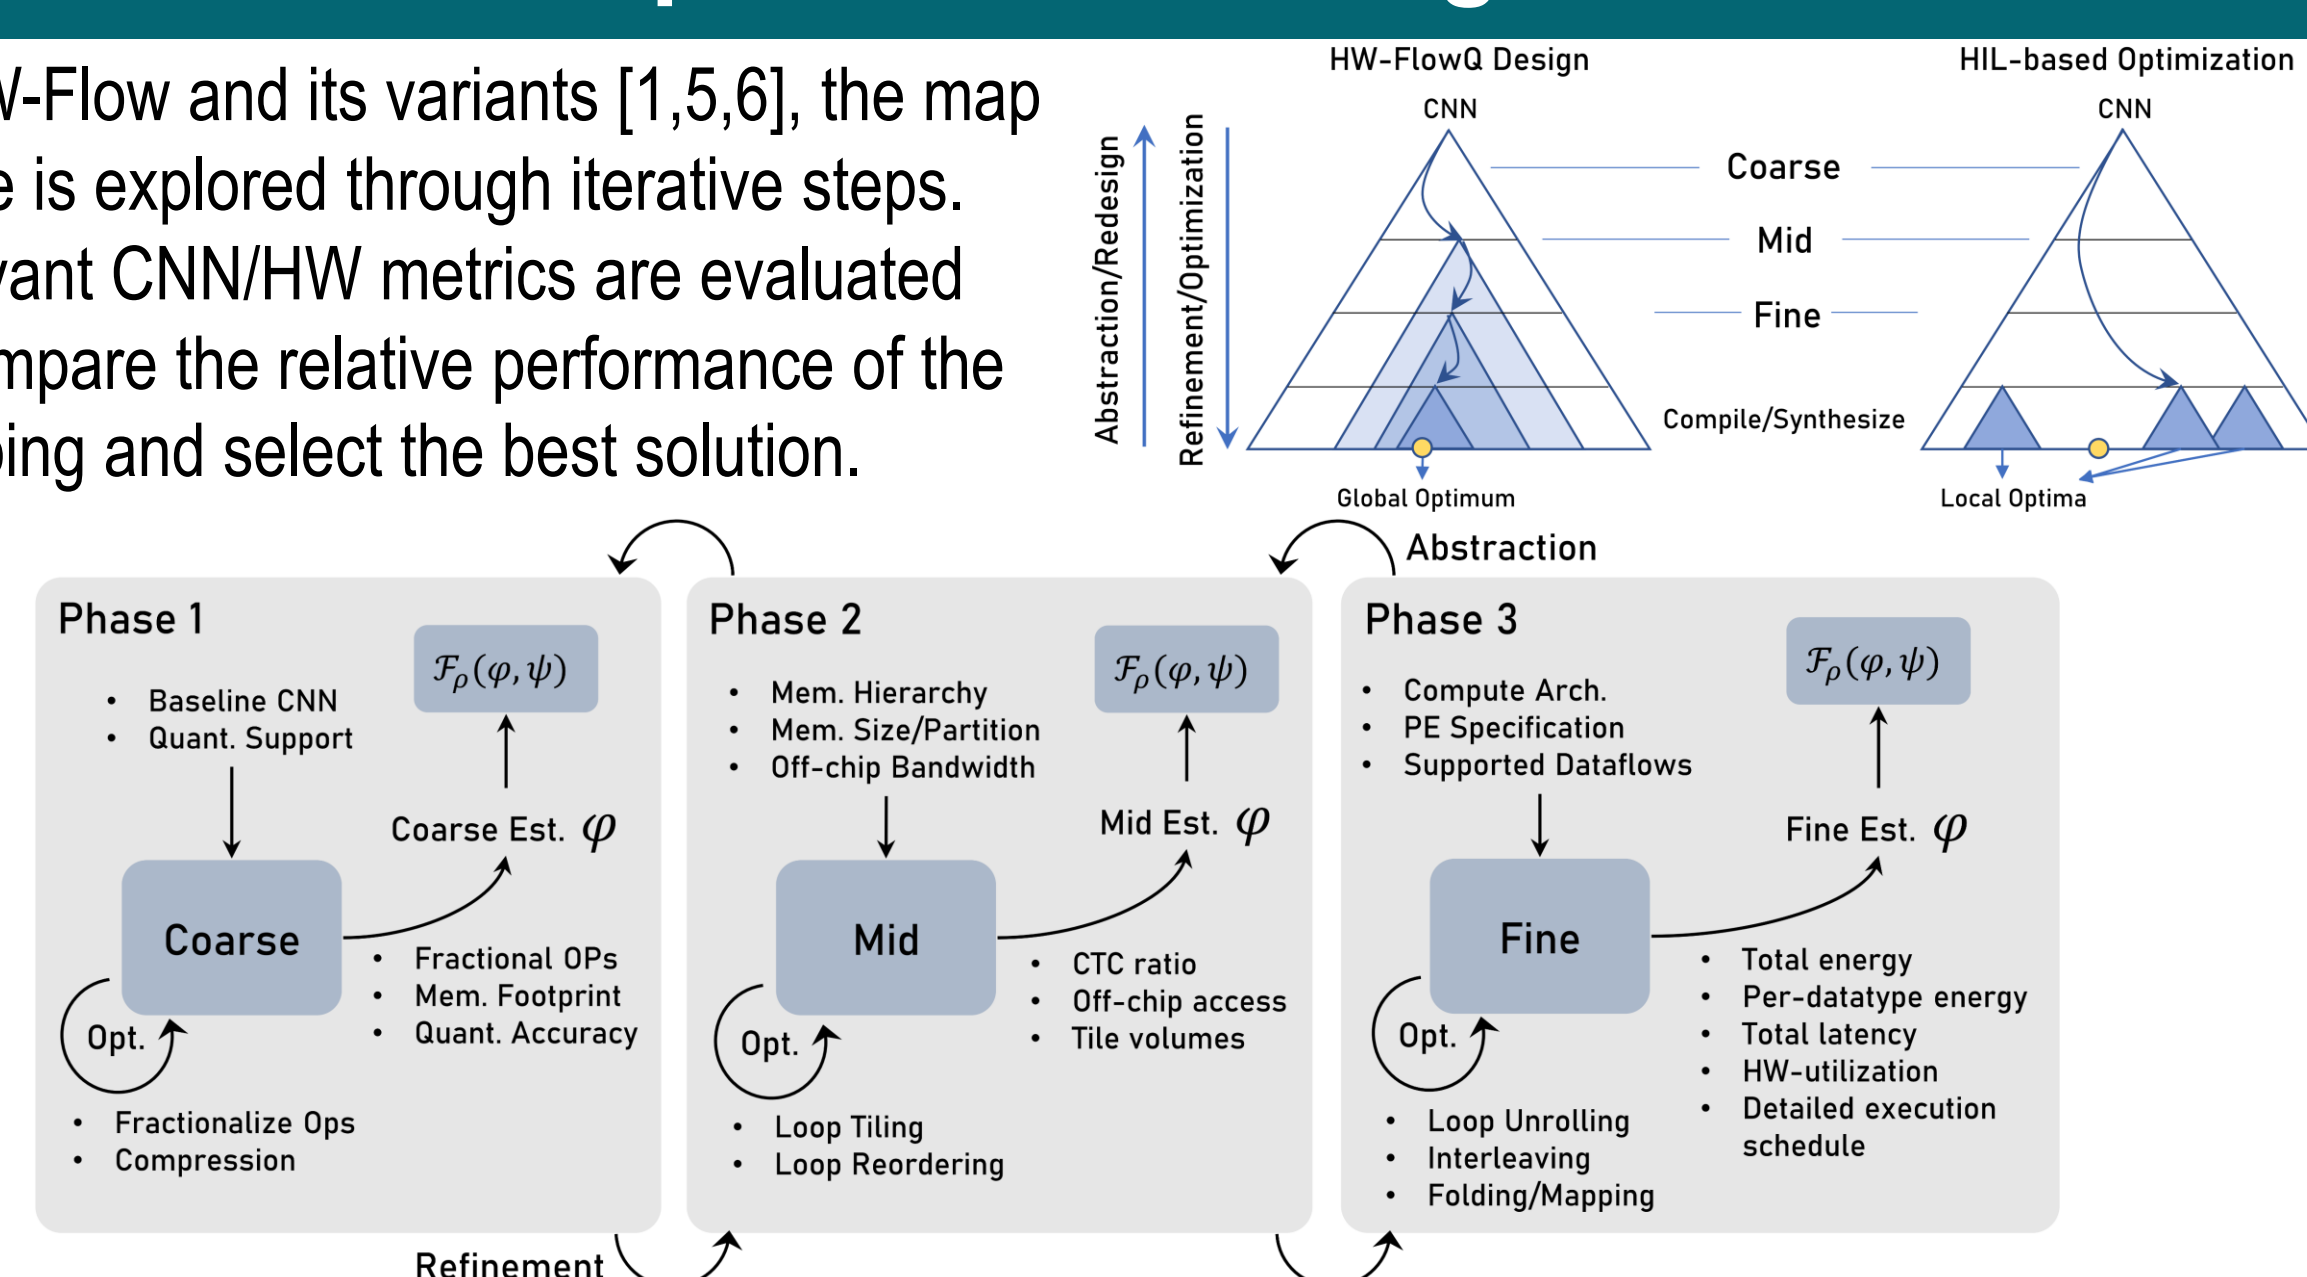 W-Flow and its variants [1,5,6], the map
e is explored through iterative steps.
vant CNN/HW metrics are evaluated
mpare the relative performance of the
ping and select the best solution.
HW-FlowQ Design
HIL-based Optimization
CNN
CNN
Abstraction/Redesign
Refinement/Optimization
Coarse
Mid
Fine
Compile/Synthesize
Global Optimum
Local Optima
Abstraction
Phase 1
• Baseline CNN
• Quant. Support
ℱρ(φ,ψ)
Coarse Est. φ
Coarse
• Fractional OPs
• Mem. Footprint
• Quant. Accuracy
Opt.
• Fractionalize Ops
• Compression
Phase 2
• Mem. Hierarchy
• Mem. Size/Partition
• Off-chip Bandwidth
ℱρ(φ,ψ)
Mid Est. φ
Mid
• CTC ratio
• Off-chip access
• Tile volumes
Opt.
• Loop Tiling
• Loop Reordering
Phase 3
• Compute Arch.
• PE Specification
• Supported Dataflows
ℱρ(φ,ψ)
Fine Est. φ
Fine
• Total energy
• Per-datatype energy
• Total latency
• HW-utilization
• Detailed execution
schedule
Opt.
• Loop Unrolling
• Interleaving
• Folding/Mapping
Refinement